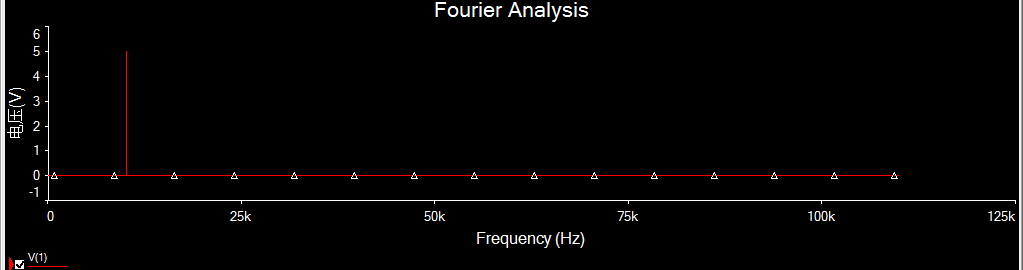 Fourier Analysis
6
5
4
3
2
1
0
-1
电压(V)
0 25k 50k 75k 100k 125k
Frequency (Hz)
V(1)